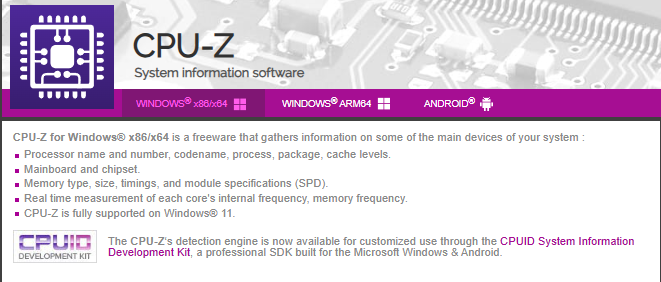 CPU-Z
System information software
WINDOWS® x86/x64
WINDOWS® ARM64
ANDROID®
CPU-Z for Windows® x86/x64 is a freeware that gathers information on some of the main devices of your system :
Processor name and number, codename, process, package, cache levels.
Mainboard and chipset.
Memory type, size, timings, and module specifications (SPD).
Real time measurement of each core's internal frequency, memory frequency.
CPU-Z is fully supported on Windows® 11.
CPUID
DEVELOPMENT KIT
The CPU-Z's detection engine is now available for customized use through the CPUID System Information
Development Kit, a professional SDK built for the Microsoft Windows & Android.